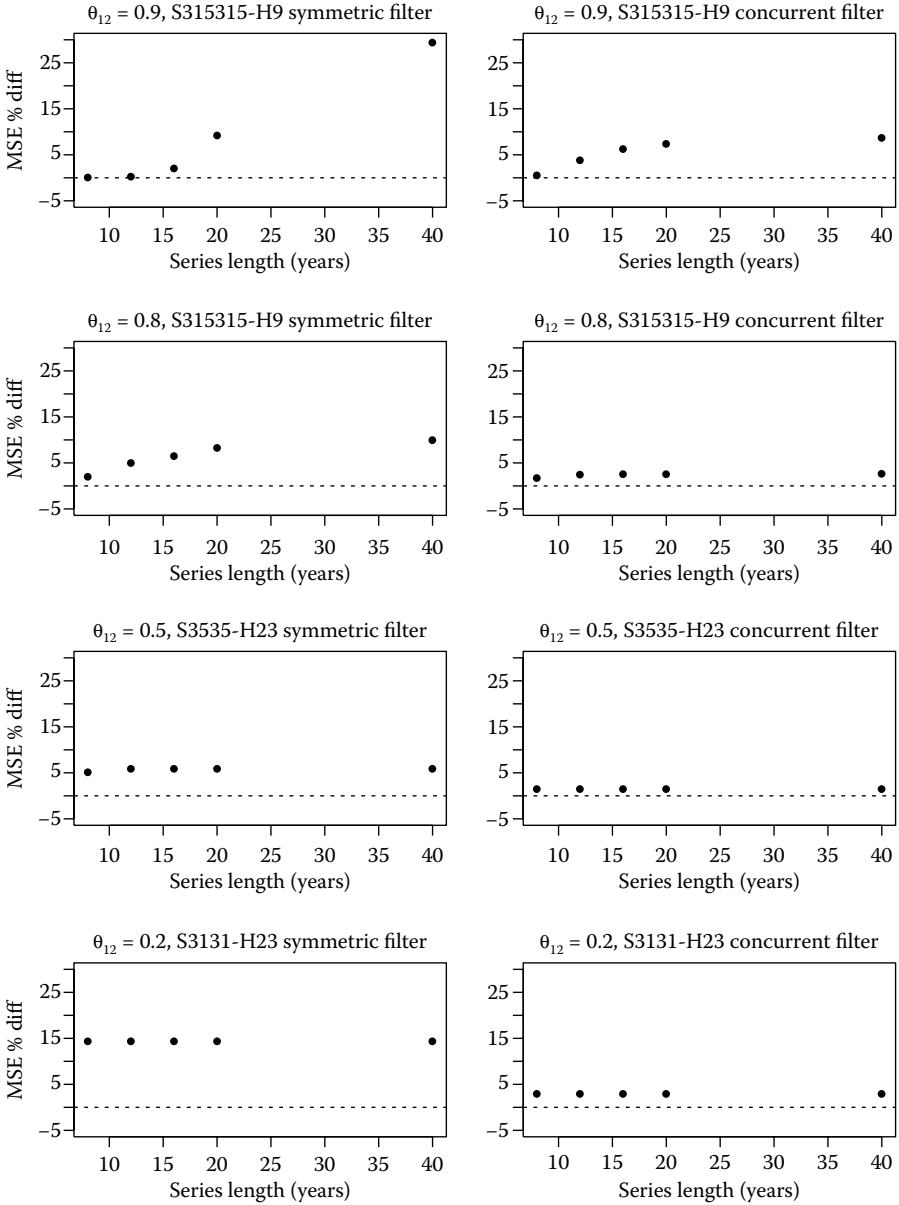 θ12 = 0.9, S315315-H9 symmetric filter
MSE % diff
25
15
5
−5
10 15 20 25 30 35 40
Series length (years)
θ12 = 0.9, S315315-H9 concurrent filter
25
15
5
−5
10 15 20 25 30 35 40
Series length (years)
θ12 = 0.8, S315315-H9 symmetric filter
MSE % diff
25
15
5
−5
10 15 20 25 30 35 40
Series length (years)
θ12 = 0.8, S315315-H9 concurrent filter
25
15
5
−5
10 15 20 25 30 35 40
Series length (years)
θ12 = 0.5, S3535-H23 symmetric filter
MSE % diff
25
15
5
−5
10 15 20 25 30 35 40
Series length (years)
θ12 = 0.5, S3535-H23 concurrent filter
25
15
5
−5
10 15 20 25 30 35 40
Series length (years)
θ12 = 0.2, S3131-H23 symmetric filter
MSE % diff
25
15
5
−5
10 15 20 25 30 35 40
Series length (years)
θ12 = 0.2, S3131-H23 concurrent filter
25
15
5
−5
10 15 20 25 30 35 40
Series length (years)